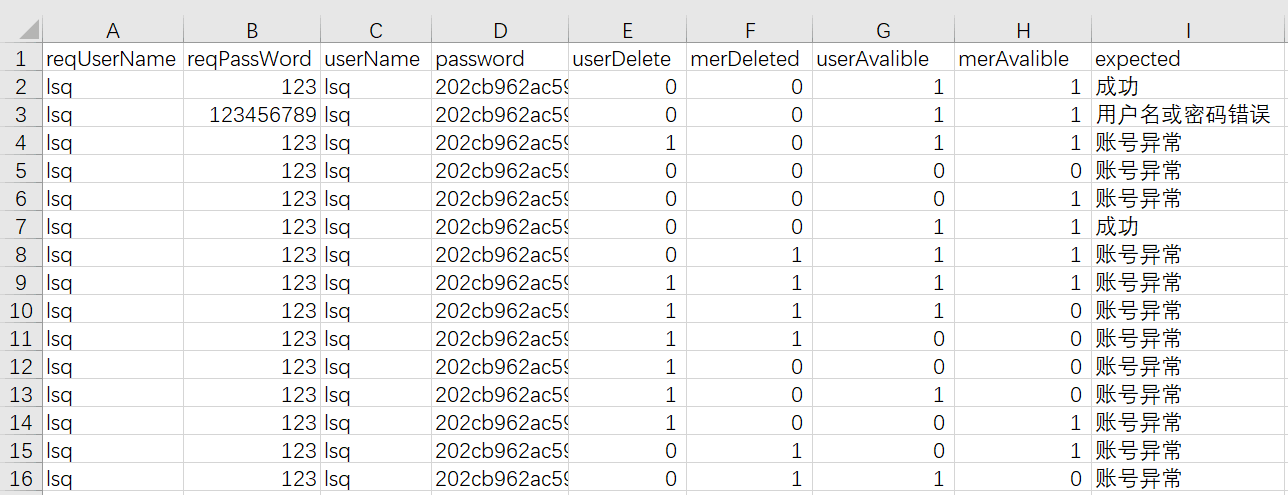 A B C D E F G H I
1 reqUserName reqPassWord userName password userDelete merDeleted userAvalible merAvalible expected
2 lsq 123 lsq 202cb962ac59 0 0 1 1 成功
3 lsq 123456789 lsq 202cb962ac59 0 0 1 1 用户名或密码错误
4 lsq 123 lsq 202cb962ac59 1 0 1 1 账号异常
5 lsq 123 lsq 202cb962ac59 0 0 0 0 账号异常
6 lsq 123 lsq 202cb962ac59 0 0 0 1 账号异常
7 lsq 123 lsq 202cb962ac59 0 0 1 1 成功
8 lsq 123 lsq 202cb962ac59 0 1 1 1 账号异常
9 lsq 123 lsq 202cb962ac59 1 1 1 1 账号异常
10 lsq 123 lsq 202cb962ac59 1 1 1 0 账号异常
11 lsq 123 lsq 202cb962ac59 1 1 0 0 账号异常
12 lsq 123 lsq 202cb962ac59 1 0 0 0 账号异常
13 lsq 123 lsq 202cb962ac59 1 0 1 0 账号异常
14 lsq 123 lsq 202cb962ac59 1 0 0 1 账号异常
15 lsq 123 lsq 202cb962ac59 0 1 0 1 账号异常
16 lsq 123 lsq 202cb962ac59 0 1 1 0 账号异常